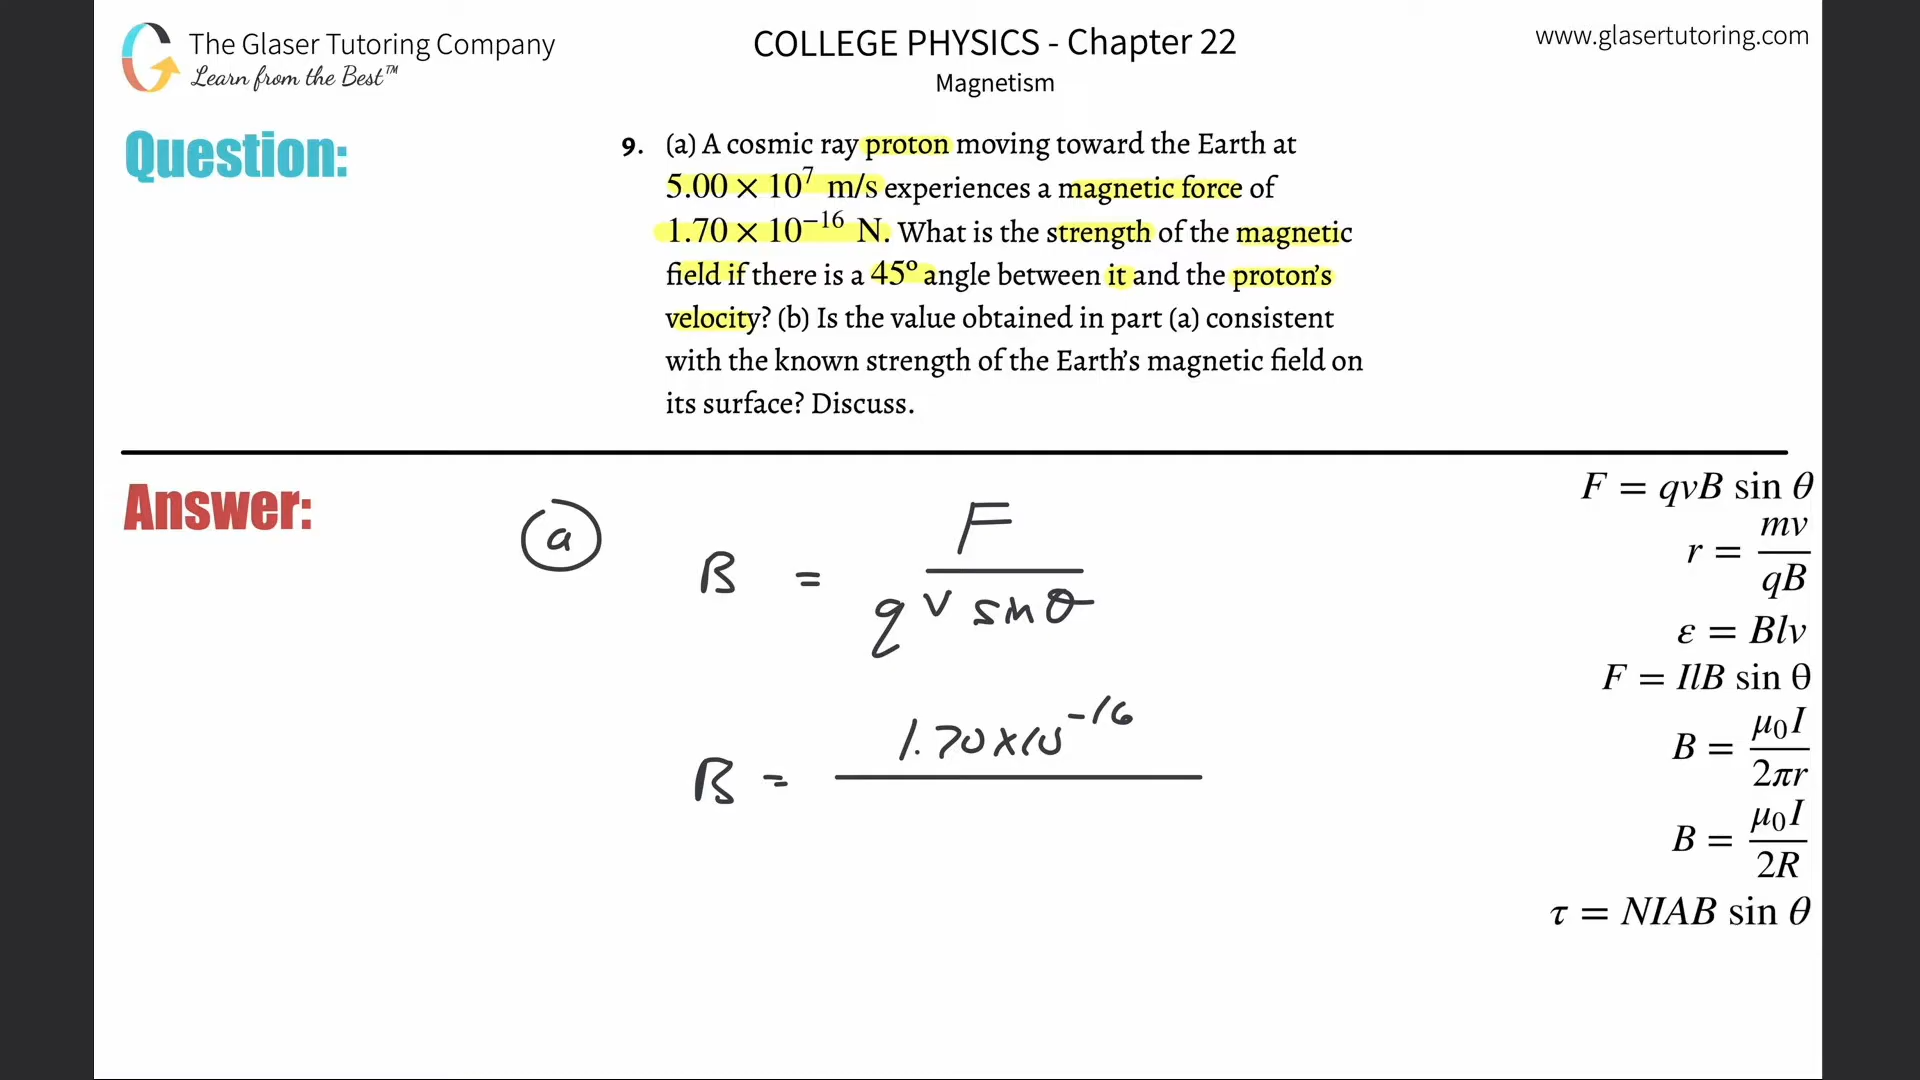 The Glaser Tutoring Company
Learn from the Best™
COLLEGE PHYSICS - Chapter 22
Magnetism
www.glasertutoring.com
Question:
9. (a) A cosmic ray proton moving toward the Earth at
5.00 × 10⁷ m/s experiences a magnetic force of
1.70 × 10⁻¹⁶ N. What is the strength of the magnetic
field if there is a 45º angle between it and the proton’s
velocity? (b) Is the value obtained in part (a) consistent
with the known strength of the Earth’s magnetic field on
its surface? Discuss.
Answer:
a
B = F / q v sin θ
B = 1.70 x 10⁻¹⁶
F = qvB sin θ
r = mv / qB
ε = Blv
F = IlB sin θ
B = μ₀I / 2πr
B = μ₀I / 2R
τ = NIAB sin θ